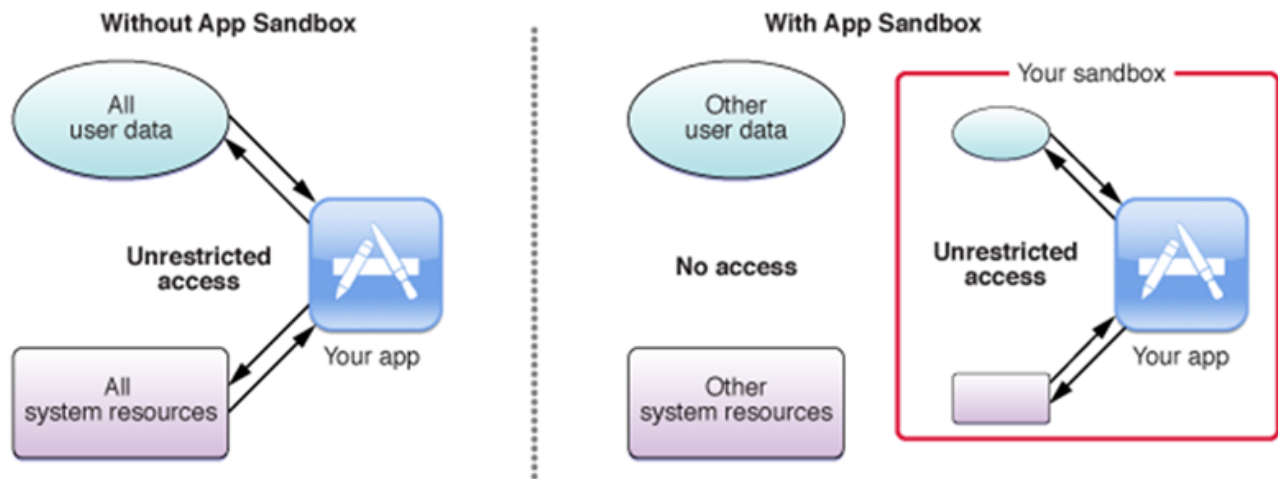 Without App Sandbox
All
user data
Unrestricted
access
Your app
All
system resources
With App Sandbox
Other
user data
No access
Other
system resources
Your sandbox
Unrestricted
access
Your app